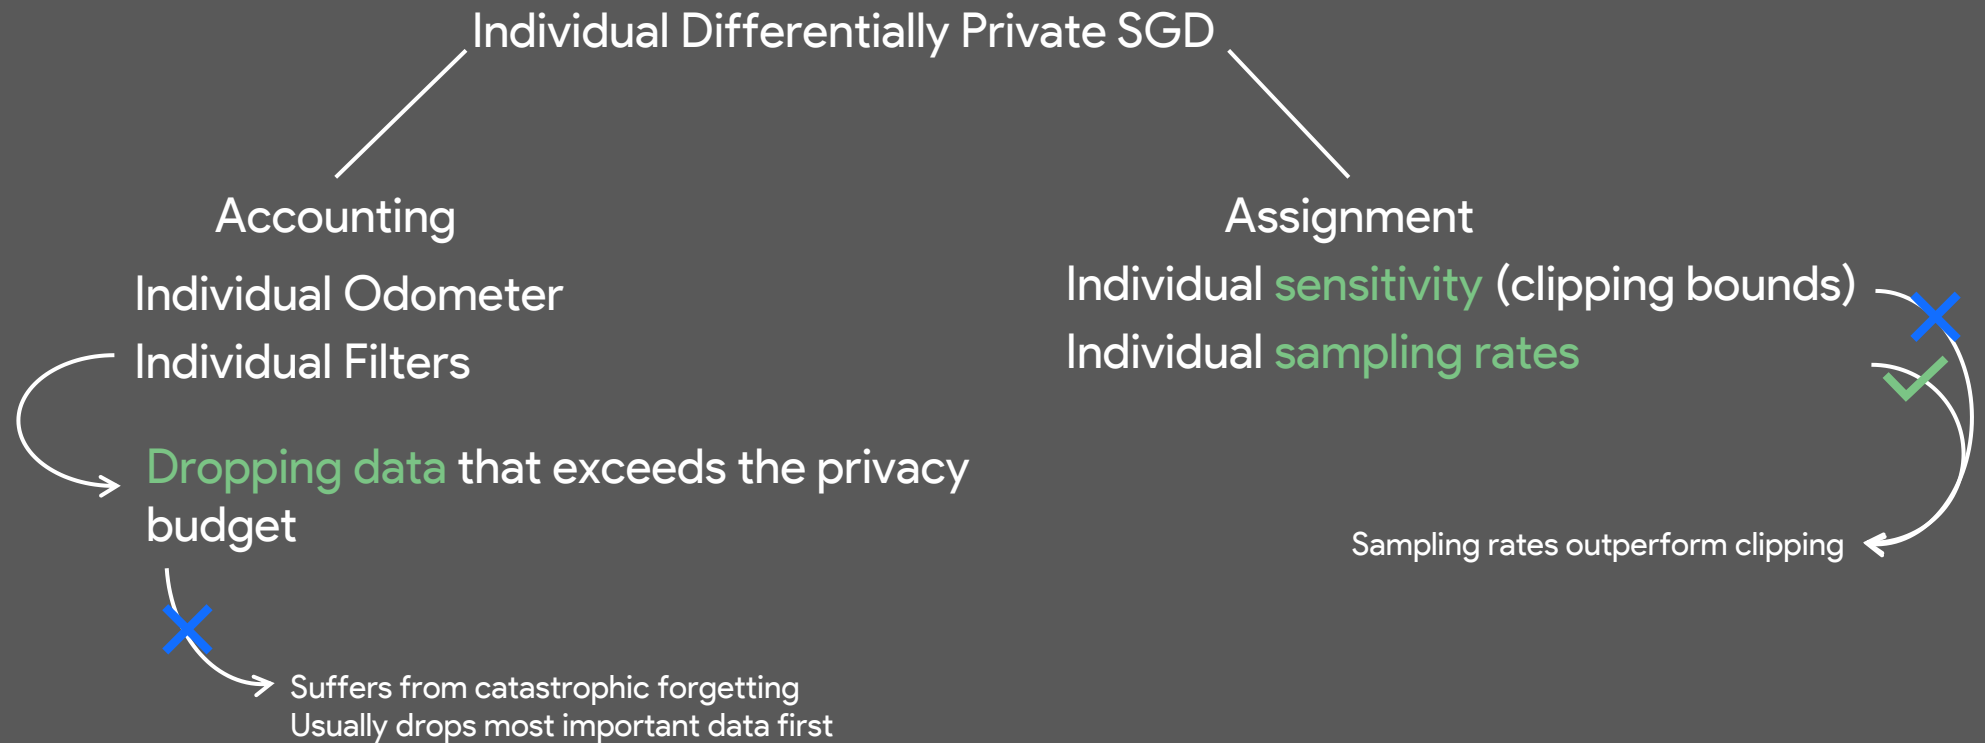 Individual Differentially Private SGD
Accounting
Individual Odometer
Individual Filters
Dropping data that exceeds the privacy
budget
Suffers from catastrophic forgetting
Usually drops most important data first
Assignment
Individual sensitivity (clipping bounds)
Individual sampling rates
Sampling rates outperform clipping